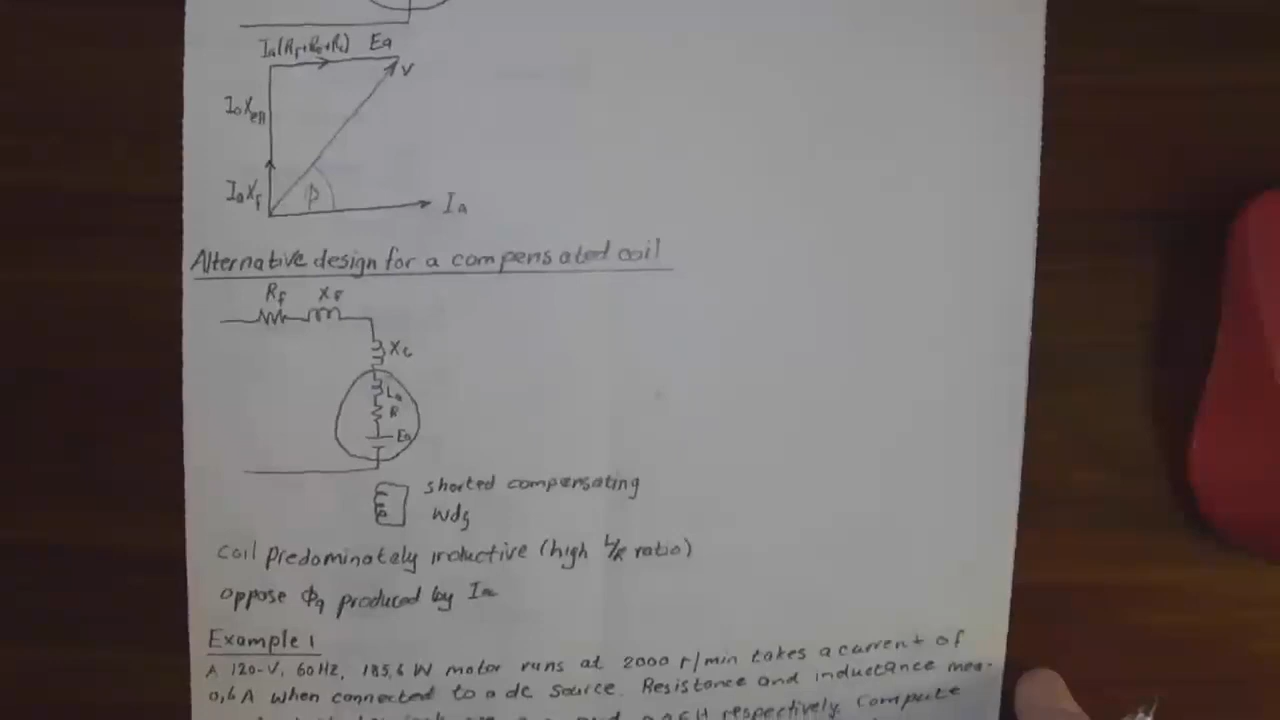 Ia(RF+Ra+Rc) Ea
V
IaXea
IaXF
φ
Ia
Alternative design for a compensated coil
RF XF
Xc
La
R
Ea
shorted compensating
wdg
coil predominately inductive (high L/R ratio)
oppose Φq produced by Ia
Example 1
A 120-V, 60 Hz, 185,6 W motor runs at 2000 r/min takes a current of
0,6 A when connected to a dc source. Resistance and inductance mea-
and H respectively. Compute